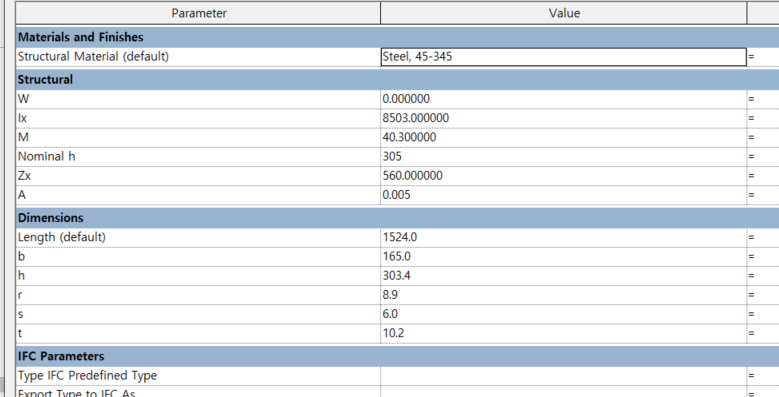 Parameter Value
Materials and Finishes
Structural Material (default) Steel, 45-345 =
Structural
W 0.000000 =
Ix 8503.000000 =
M 40.300000 =
Nominal h 305 =
Zx 560.000000 =
A 0.005 =
Dimensions
Length (default) 1524.0 =
b 165.0 =
h 303.4 =
r 8.9 =
s 6.0 =
t 10.2 =
IFC Parameters
Type IFC Predefined Type =
Export Type to IFC As =